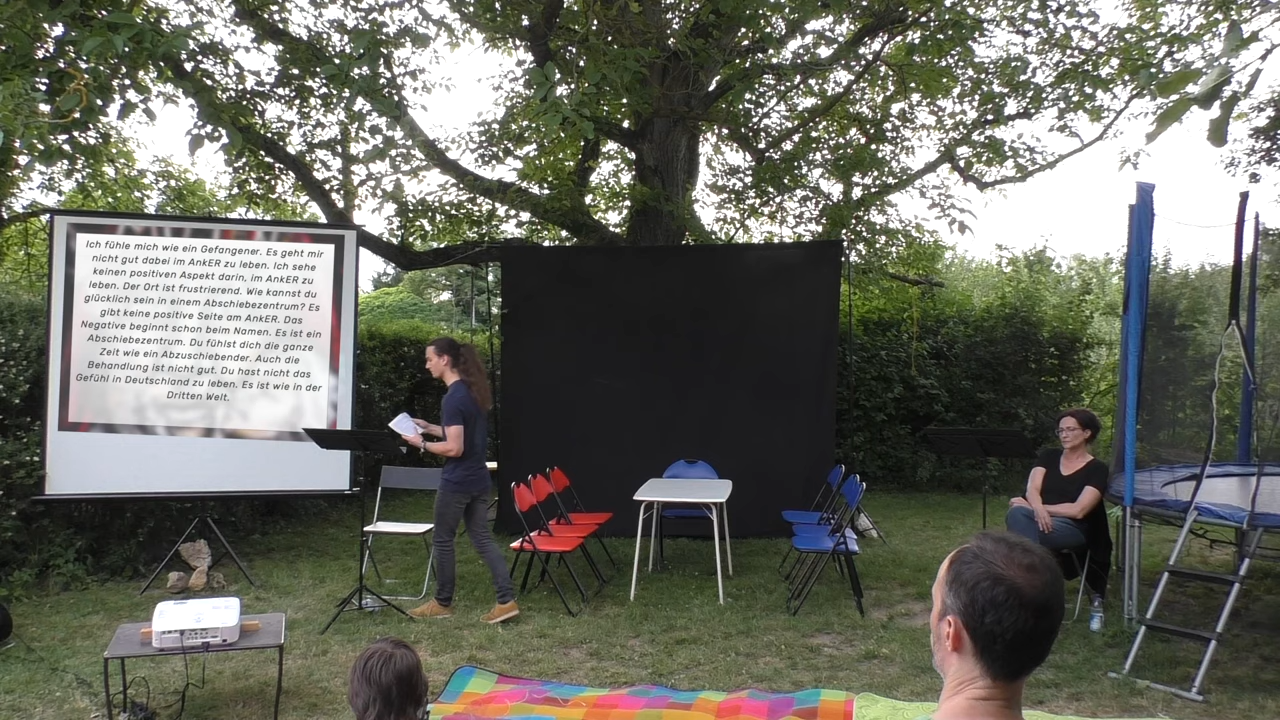 Ich fühle mich wie ein Gefangener. Es geht mir
nicht gut dabei im AnkER zu leben. Ich sehe
keinen positiven Aspekt darin, im AnkER zu
leben. Der Ort ist frustrierend. Wie kannst du
glücklich sein in einem Abschiebezentrum? Es
gibt keine positive Seite am AnkER. Das
Negative beginnt schon beim Namen. Es ist ein
Abschiebezentrum. Du fühlst dich die ganze
Zeit wie ein Abzuschiebender. Auch die
Behandlung ist nicht gut. Du hast nicht das
Gefühl in Deutschland zu leben. Es ist wie in der
Dritten Welt.